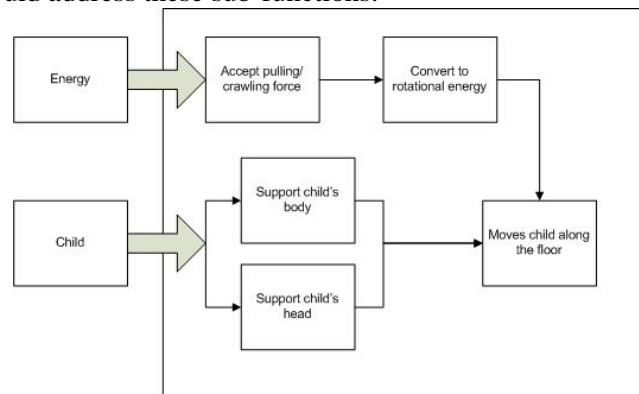 address these sub-functions.
Energy
Accept pulling/
crawling force
Convert to
rotational energy
Child
Support child's
body
Support child's
head
Moves child along
the floor